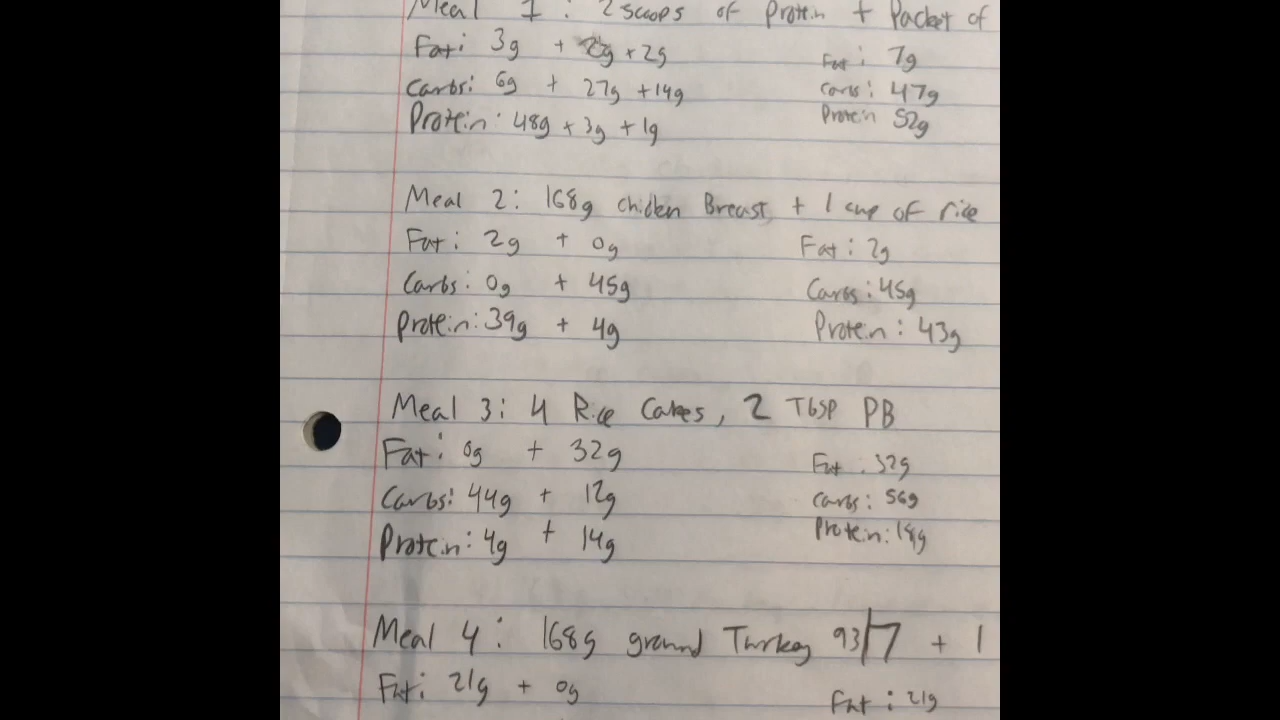 Meal 1: 2 scoops of Protein + Packet of
Fat: 3g + 2g + 2g Fat: 7g
Carbs: 6g + 27g + 14g Carbs: 47g
Protein: 48g + 3g + 1g Protein 52g
Meal 2: 168g chicken Breast + 1 cup of rice
Fat: 2g + 0g Fat: 2g
Carbs: 0g + 45g Carbs: 45g
Protein: 39g + 4g Protein: 43g
Meal 3: 4 Rice Cakes, 2 TBSP PB
Fat: 0g + 32g Fat: 32g
Carbs: 44g + 12g Carbs: 56g
Protein: 4g + 14g Protein: 18g
Meal 4: 168g ground Turkey 93/7 + 1
Fat: 21g + 0g Fat: 21g